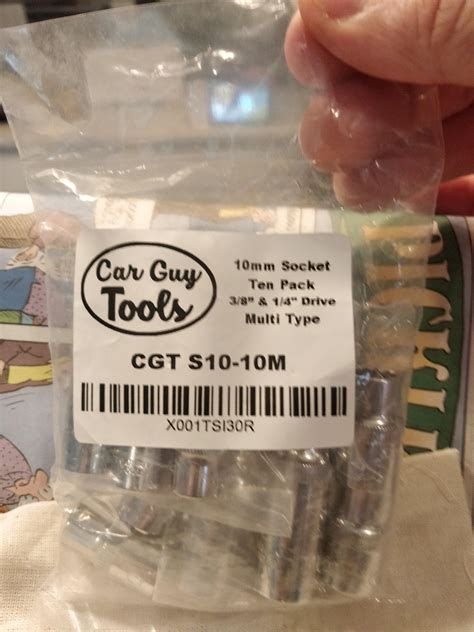 Car Guy
Tools
10mm Socket
Ten Pack
3/8" & 1/4" Drive
Multi Type
CGT S10-10M
X001TSI30R